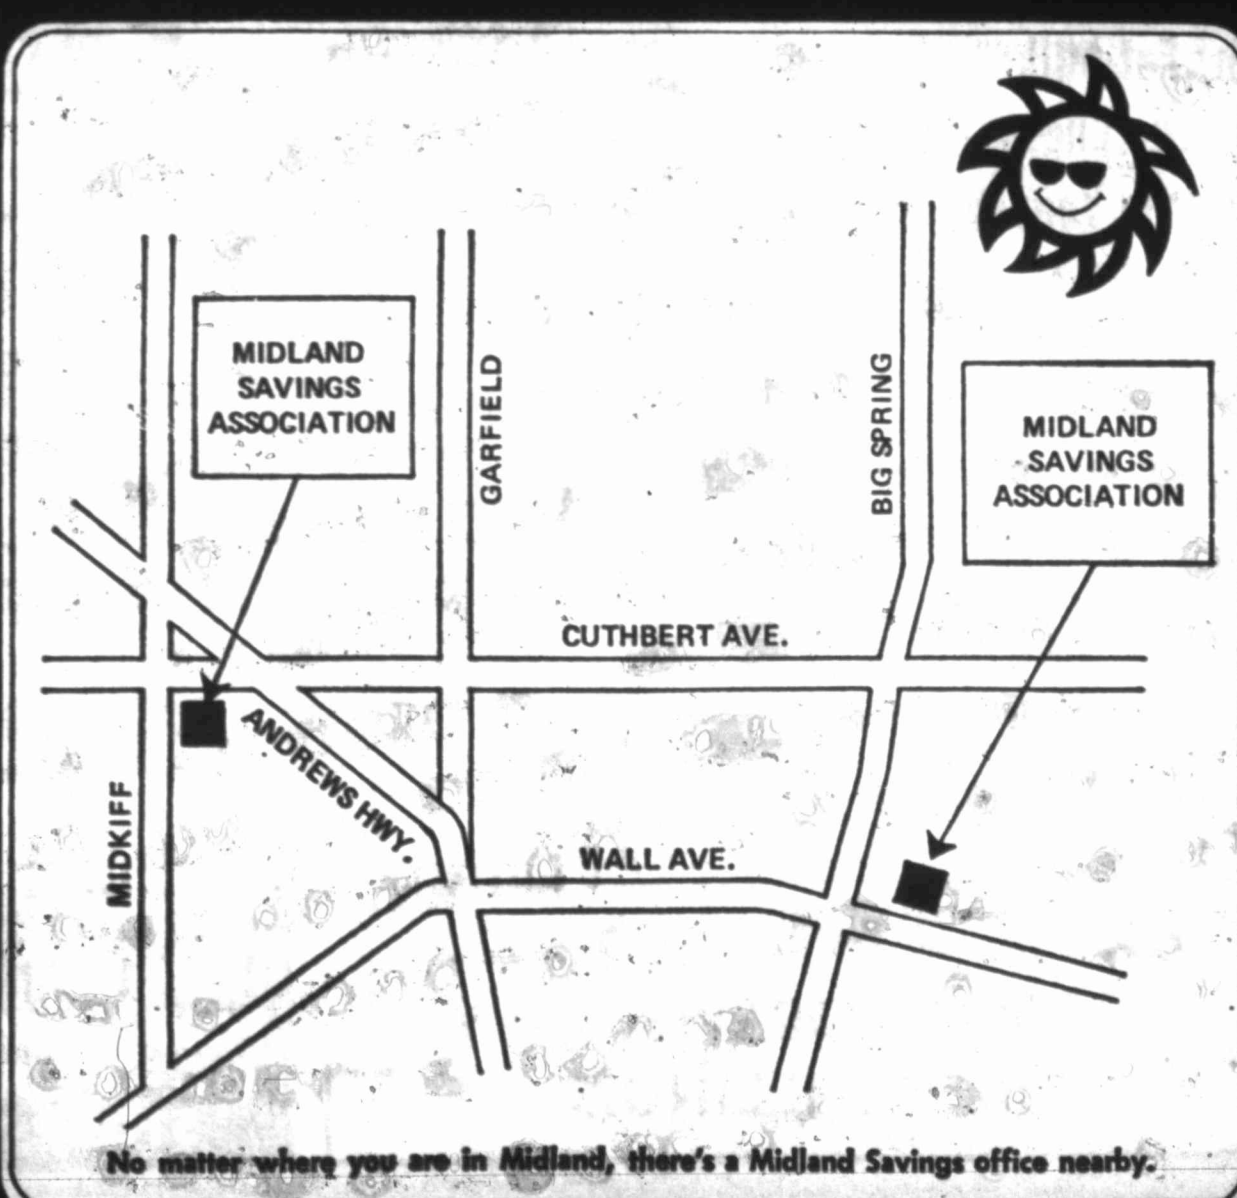 MIDLAND
SAVINGS
ASSOCIATION
GARFIELD
BIG SPRING
MIDLAND
SAVINGS
ASSOCIATION
CUTHBERT AVE.
ANDREWS HWY.
MIDKIFF
WALL AVE.
No matter where you are in Midland, there's a Midland Savings office nearby.